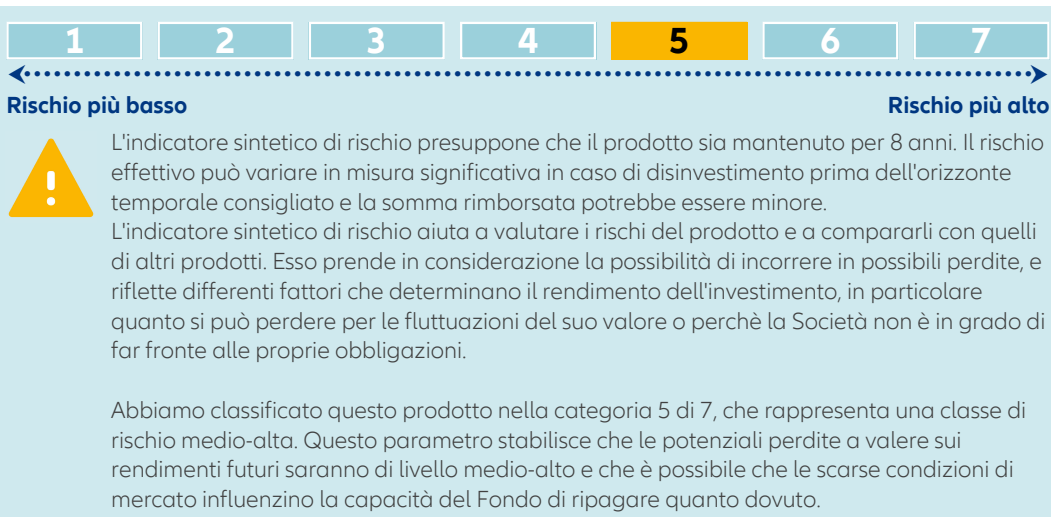 1 2 3 4 5 6 7
Rischio più basso Rischio più alto
L'indicatore sintetico di rischio presuppone che il prodotto sia mantenuto per 8 anni. Il rischio
effettivo può variare in misura significativa in caso di disinvestimento prima dell'orizzonte
temporale consigliato e la somma rimborsata potrebbe essere minore.
L'indicatore sintetico di rischio aiuta a valutare i rischi del prodotto e a compararli con quelli
di altri prodotti. Esso prende in considerazione la possibilità di incorrere in possibili perdite, e
riflette differenti fattori che determinano il rendimento dell'investimento, in particolare
quanto si può perdere per le fluttuazioni del suo valore o perchè la Società non è in grado di
far fronte alle proprie obbligazioni.
Abbiamo classificato questo prodotto nella categoria 5 di 7, che rappresenta una classe di
rischio medio-alta. Questo parametro stabilisce che le potenziali perdite a valere sui
rendimenti futuri saranno di livello medio-alto e che è possibile che le scarse condizioni di
mercato influenzino la capacità del Fondo di ripagare quanto dovuto.